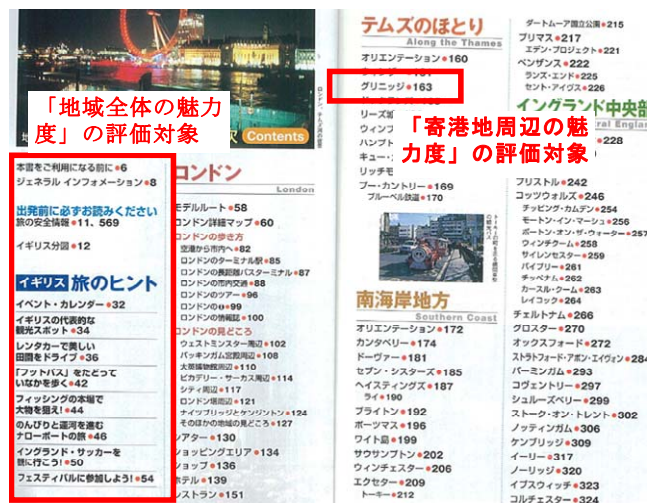 Contents
「地域全体の魅力
度」の評価対象
本書をご利用になる前に●6
ジェネラル インフォメーション●8
出発前に必ずお読みください
旅の安全情報●11、569
イギリス分図●12
イギリス 旅のヒント
イベント・カレンダー●32
イギリスの代表的な
観光スポット●34
レンタカーで美しい
田園をドライブ●36
「フットパス」をたどって
いなかを歩く●42
フィッシングの本場で
大物を狙え!●44
のんびりと運河を進む
ナローボートの旅●46
イングランド・サッカーを
観に行こう!●50
フェスティバルに参加しよう!●54
ロンドン
London
モデルルート●58
ロンドン詳細マップ●60
ロンドンの歩き方
空港から市内へ●82
ロンドンのターミナル駅●85
ロンドンの長距離バスターミナル●87
ロンドンの市内交通●88
ロンドンのツアー●96
ロンドンの●99
ロンドンの情報誌●100
ロンドンの見どころ
ウェストミンスター周辺●102
バッキンガム宮殿周辺●108
大英博物館周辺●110
ピカデリー・サーカス周辺●114
シティ周辺●117
ロンドン塔周辺●121
ナイツブリッジとケンジントン●124
そのほかの地域の見どころ●127
シアター●130
ショッピングエリア●134
ショップ●136
ホテル●139
レストラン●151
テムズのほとり
Along the Thames
オリエンテーション●160
グリニッジ●163
「寄港地周辺の魅
力度」の評価対象
リーズ城
ウィンブ
ハンプト
キュー・
リッチモ
プー・カントリー●169
ブルーベル鉄道●170
南海岸地方
Southern Coast
オリエンテーション●172
カンタベリー●174
ドーヴァー●181
セブン・シスターズ●185
ヘイスティングズ●187
ライ●190
ブライトン●192
ポーツマス●196
ワイト島●199
サウサンプトン●202
ウィンチェスター●206
エクセター●209
トーキー●212
ダートムーア国立公園●215
プリマス●217
エデン・プロジェクト●221
ペンザンス●222
ランズ・エンド●225
セント・アイヴス●226
イングランド中央部
ral Englan
●228
ブリストル●242
コッツウォルズ●246
チッピング・カムデン●254
モートン・イン・マーシュ●256
ボートン・オン・ザ・ウォーター●257
ウィンチクーム●258
サイレンセスター●259
バイブリー●261
チッペナム●262
カースル・クーム●263
レイコック●264
チェルトナム●266
グロスター●270
オックスフォード●272
ストラトフォード・アポン・エイヴォン●284
バーミンガム●293
コヴェントリー●297
シュルーズベリー●299
ストーク・オン・トレント●302
ノッティンガム●306
ケンブリッジ●309
イーリー●317
ノーリッジ●320
イプスウィッチ●323
コルチェスター●324